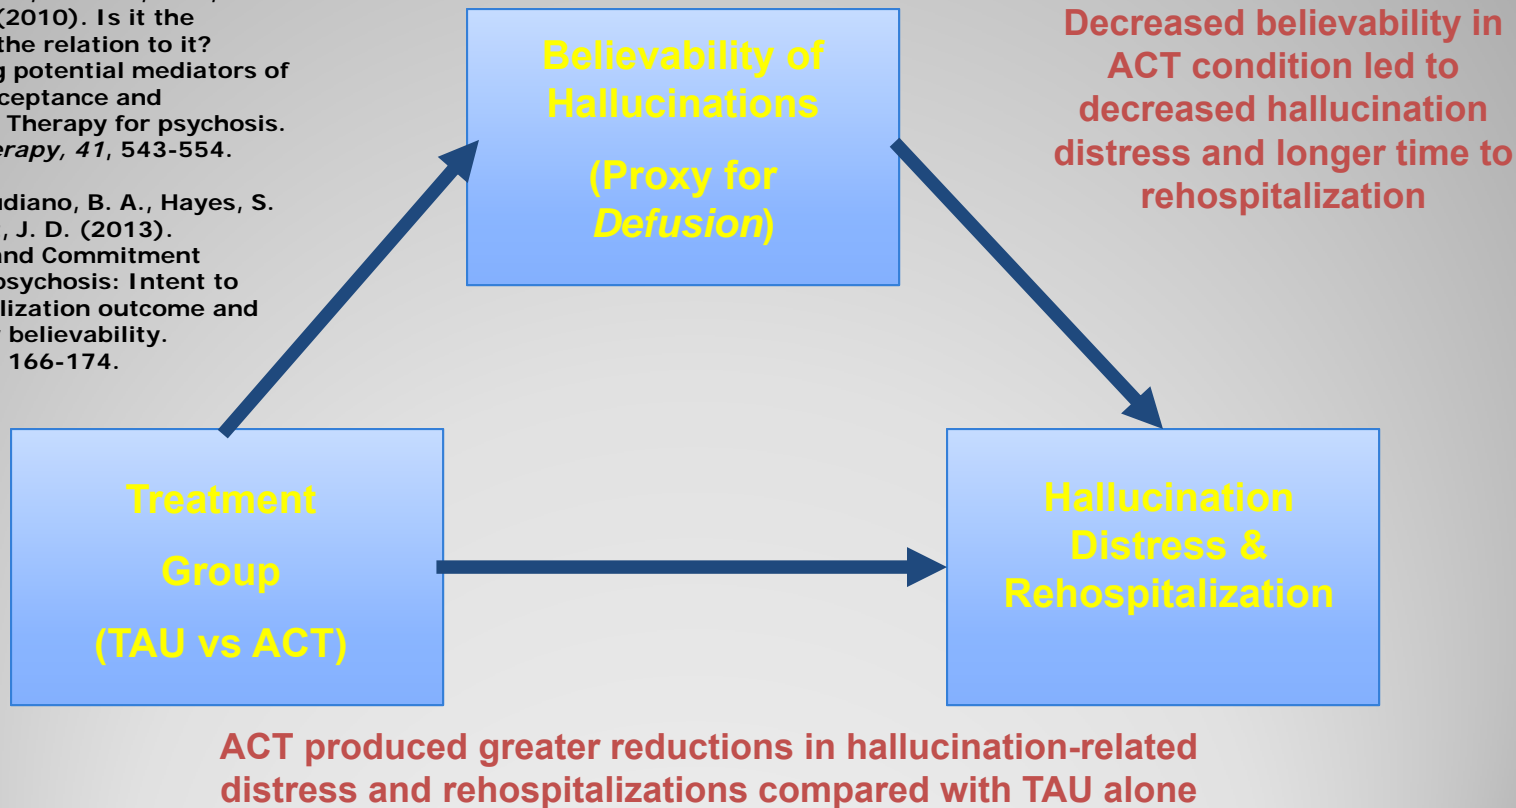 (2010). Is it the
the relation to it?
potential mediators of
ceptance and
Therapy for psychosis.
erapy, 41, 543-554.
udiano, B. A., Hayes, S.
, J. D. (2013).
and Commitment
psychosis: Intent to
lization outcome and
believability.
166-174.
Believability of
Hallucinations
(Proxy for
Defusion)
Decreased believability in
ACT condition led to
decreased hallucination
distress and longer time to
rehospitalization
Treatment
Group
(TAU vs ACT)
Hallucination
Distress &
Rehospitalization
ACT produced greater reductions in hallucination-related
distress and rehospitalizations compared with TAU alone